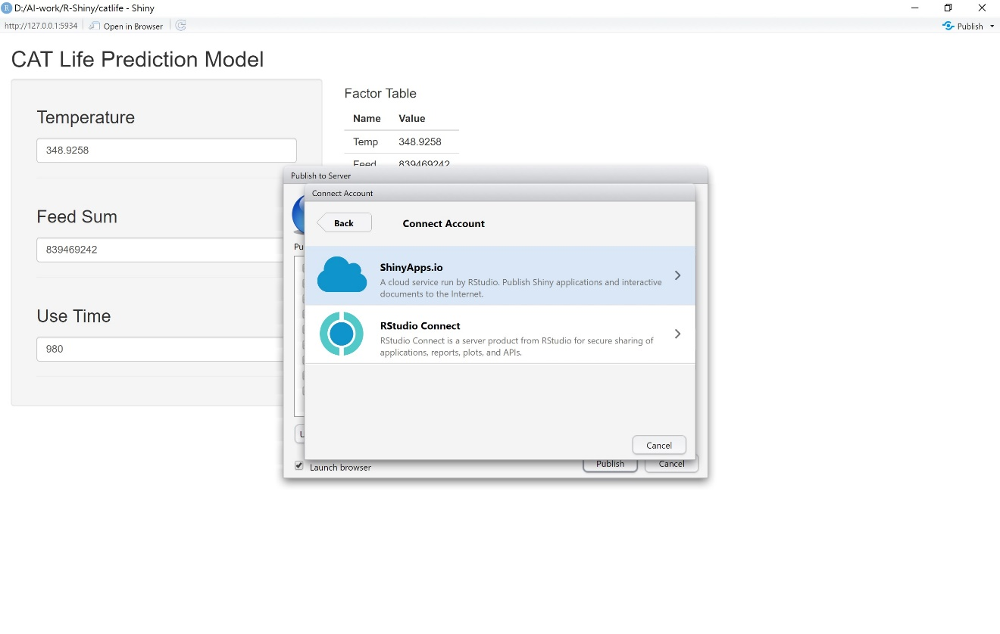 D:/AI-work/R-Shiny/catlife - Shiny
http://127.0.0.1:5934 Open in Browser Publish
CAT Life Prediction Model
Temperature
348.9258
Feed Sum
839469242
Use Time
980
Factor Table
Name Value
Temp 348.9258
Feed 839469242
Publish to Server
Connect Account
Back Connect Account
ShinyApps.io
A cloud service run by RStudio. Publish Shiny applications and interactive
documents to the Internet.
RStudio Connect
RStudio Connect is a server product from RStudio for secure sharing of
applications, reports, plots, and APIs.
Cancel
Launch browser Publish Cancel